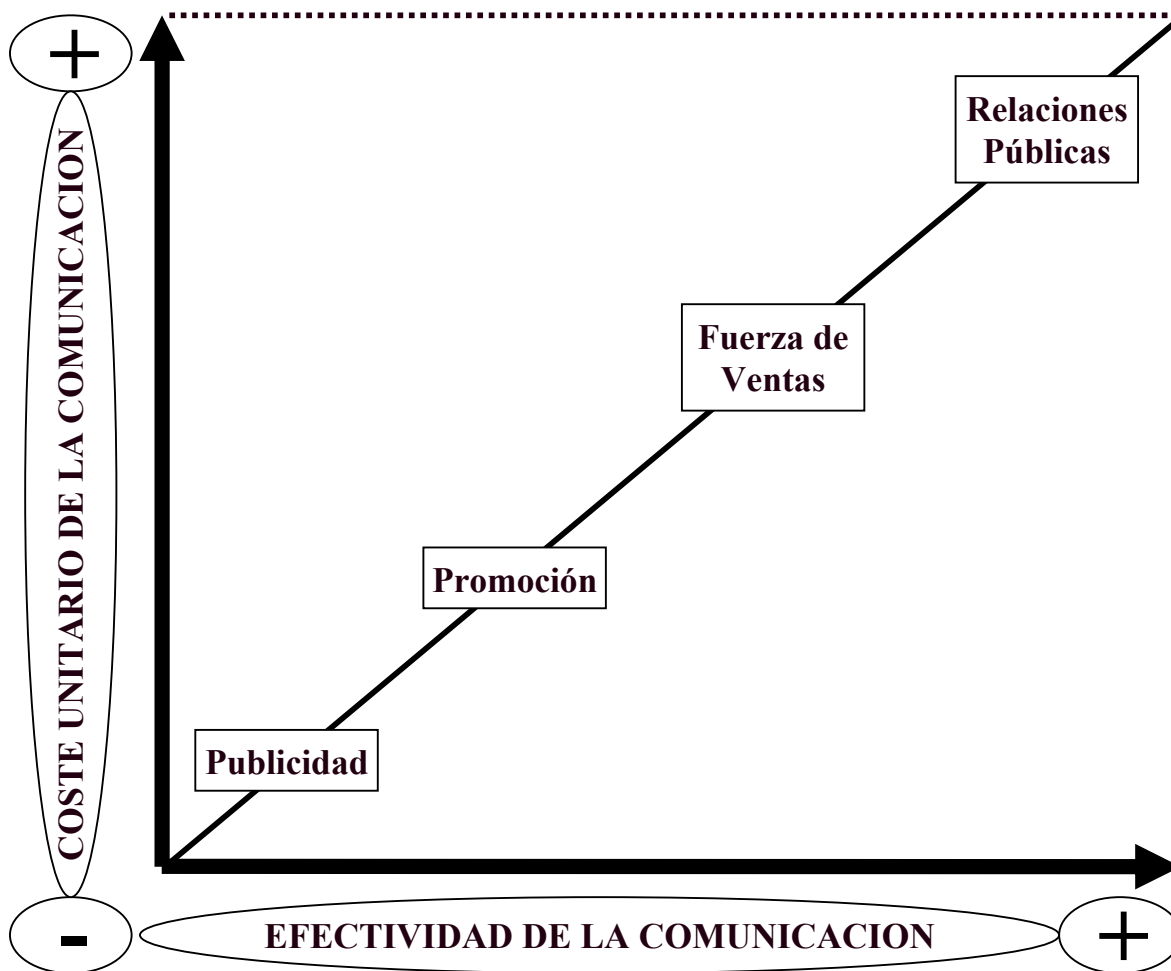 +
Relaciones
Públicas
COSTE UNITARIO DE LA COMUNICACION
Fuerza de
Ventas
Promoción
Publicidad
-
EFECTIVIDAD DE LA COMUNICACION
+